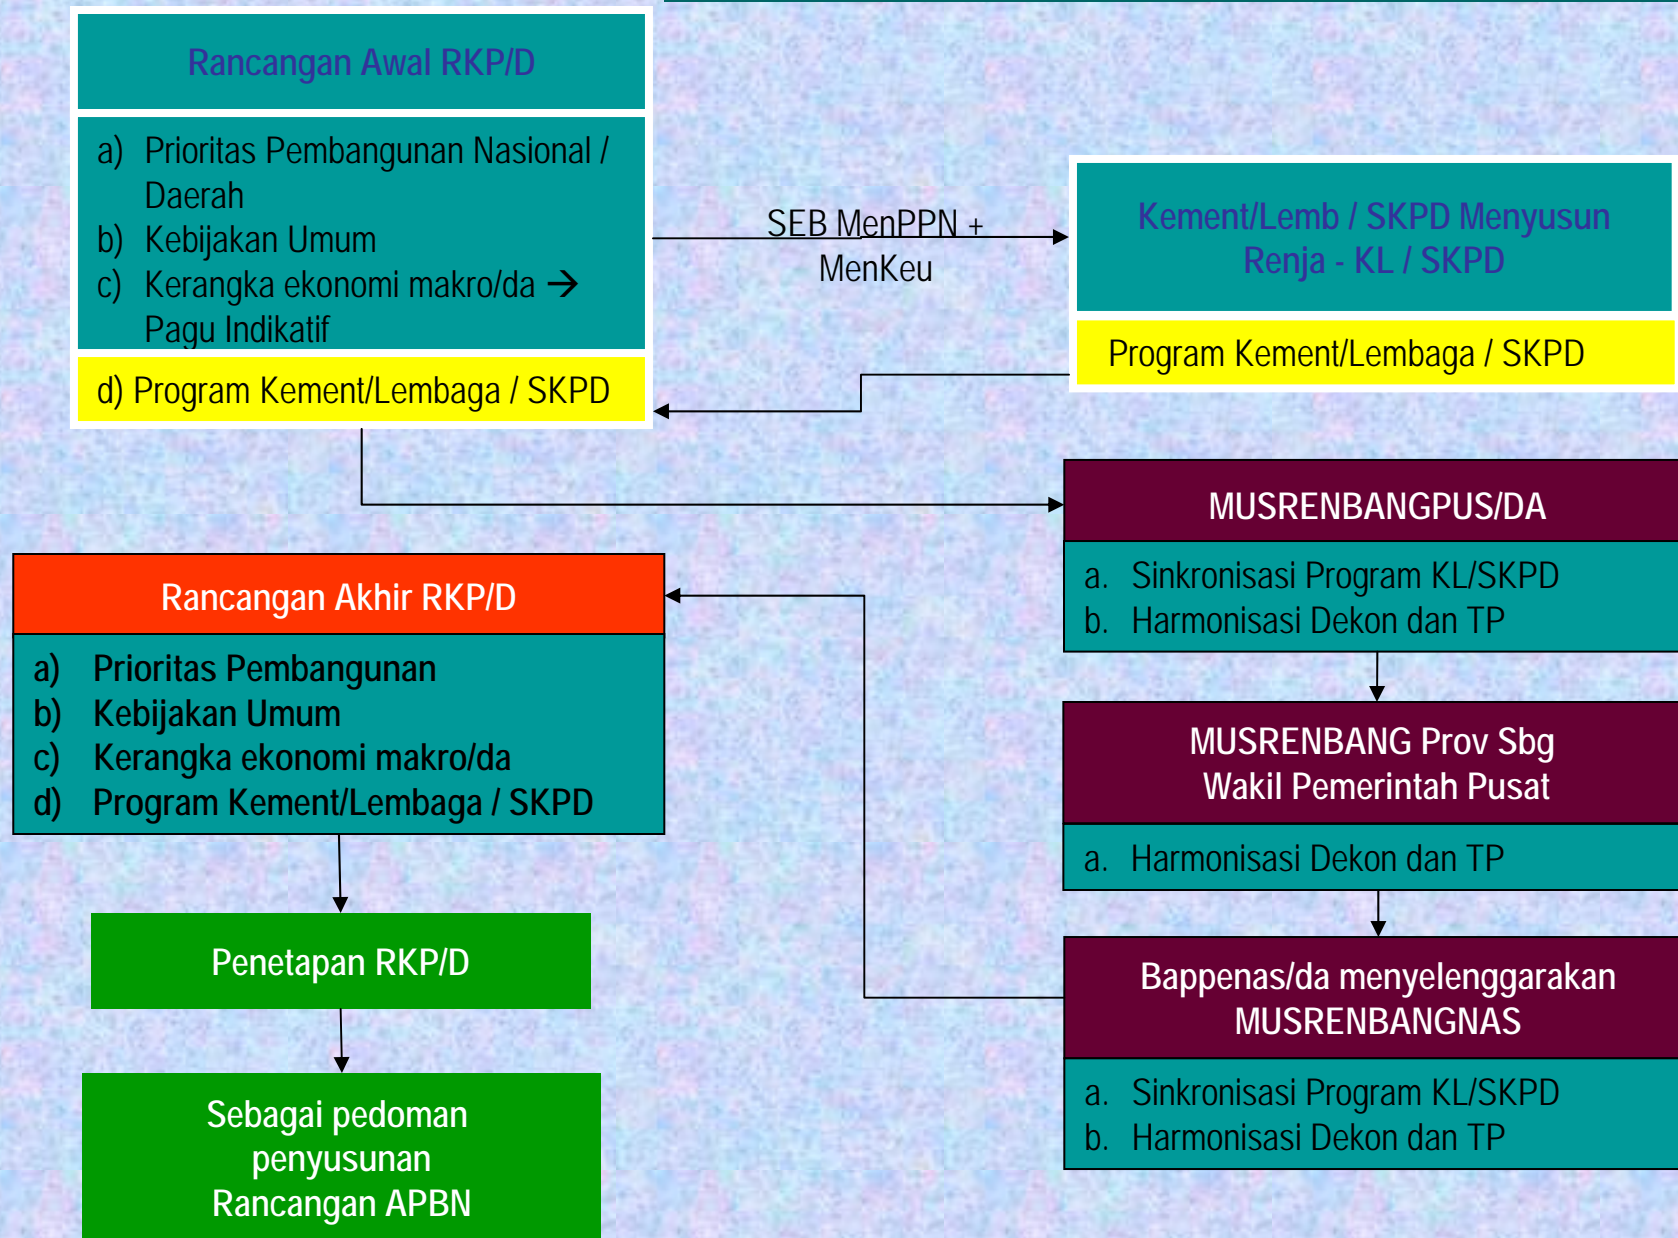 Rancangan Awal RKP/D
a) Prioritas Pembangunan Nasional /
Daerah
b) Kebijakan Umum
c) Kerangka ekonomi makro/da →
Pagu Indikatif
d) Program Kement/Lembaga / SKPD
SEB MenPPN +
MenKeu
Kement/Lemb / SKPD Menyusun
Renja - KL / SKPD
Program Kement/Lembaga / SKPD
MUSRENBANGPUS/DA
a. Sinkronisasi Program KL/SKPD
b. Harmonisasi Dekon dan TP
MUSRENBANG Prov Sbg
Wakil Pemerintah Pusat
a. Harmonisasi Dekon dan TP
Bappenas/da menyelenggarakan
MUSRENBANGNAS
a. Sinkronisasi Program KL/SKPD
b. Harmonisasi Dekon dan TP
Rancangan Akhir RKP/D
a) Prioritas Pembangunan
b) Kebijakan Umum
c) Kerangka ekonomi makro/da
d) Program Kement/Lembaga / SKPD
Penetapan RKP/D
Sebagai pedoman
penyusunan
Rancangan APBN